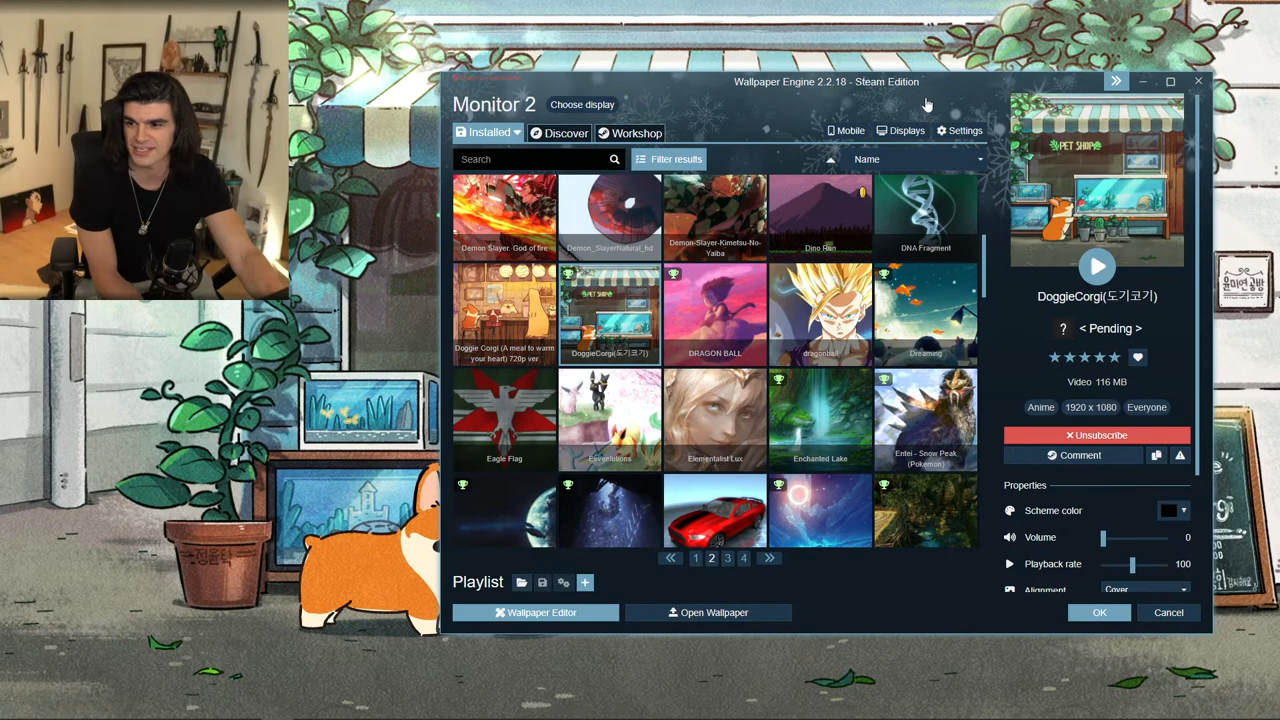 Wallpaper Engine 2.2.18 - Steam Edition
Monitor 2
Choose display
Installed
Discover
Workshop
Mobile
Displays
Settings
Search
Filter results
Name
Demon Slayer God of fire
Demon_SlayerNatural_hd
Demon-Slayer-Kimetsu-No-
Yaiba
Dino Run
DNA Fragment
Doggie Corgi (A meal to warm
your heart) 720p ver
DoggieCorgi(도기코기)
DRAGON BALL
dragonball
Dreaming
Eagle Flag
Eeveelutions
Elementalist Lux
Enchanted Lake
Entei - Snow Peak
(Pokémon)
1
2
3
4
Playlist
Wallpaper Editor
Open Wallpaper
PET SHOP
DoggieCorgi(도기코기)
? < Pending >
Video 116 MB
Anime
1920 x 1080
Everyone
Unsubscribe
Comment
Properties
Scheme color
Volume
0
Playback rate
100
Alignment
Cover
OK
Cancel